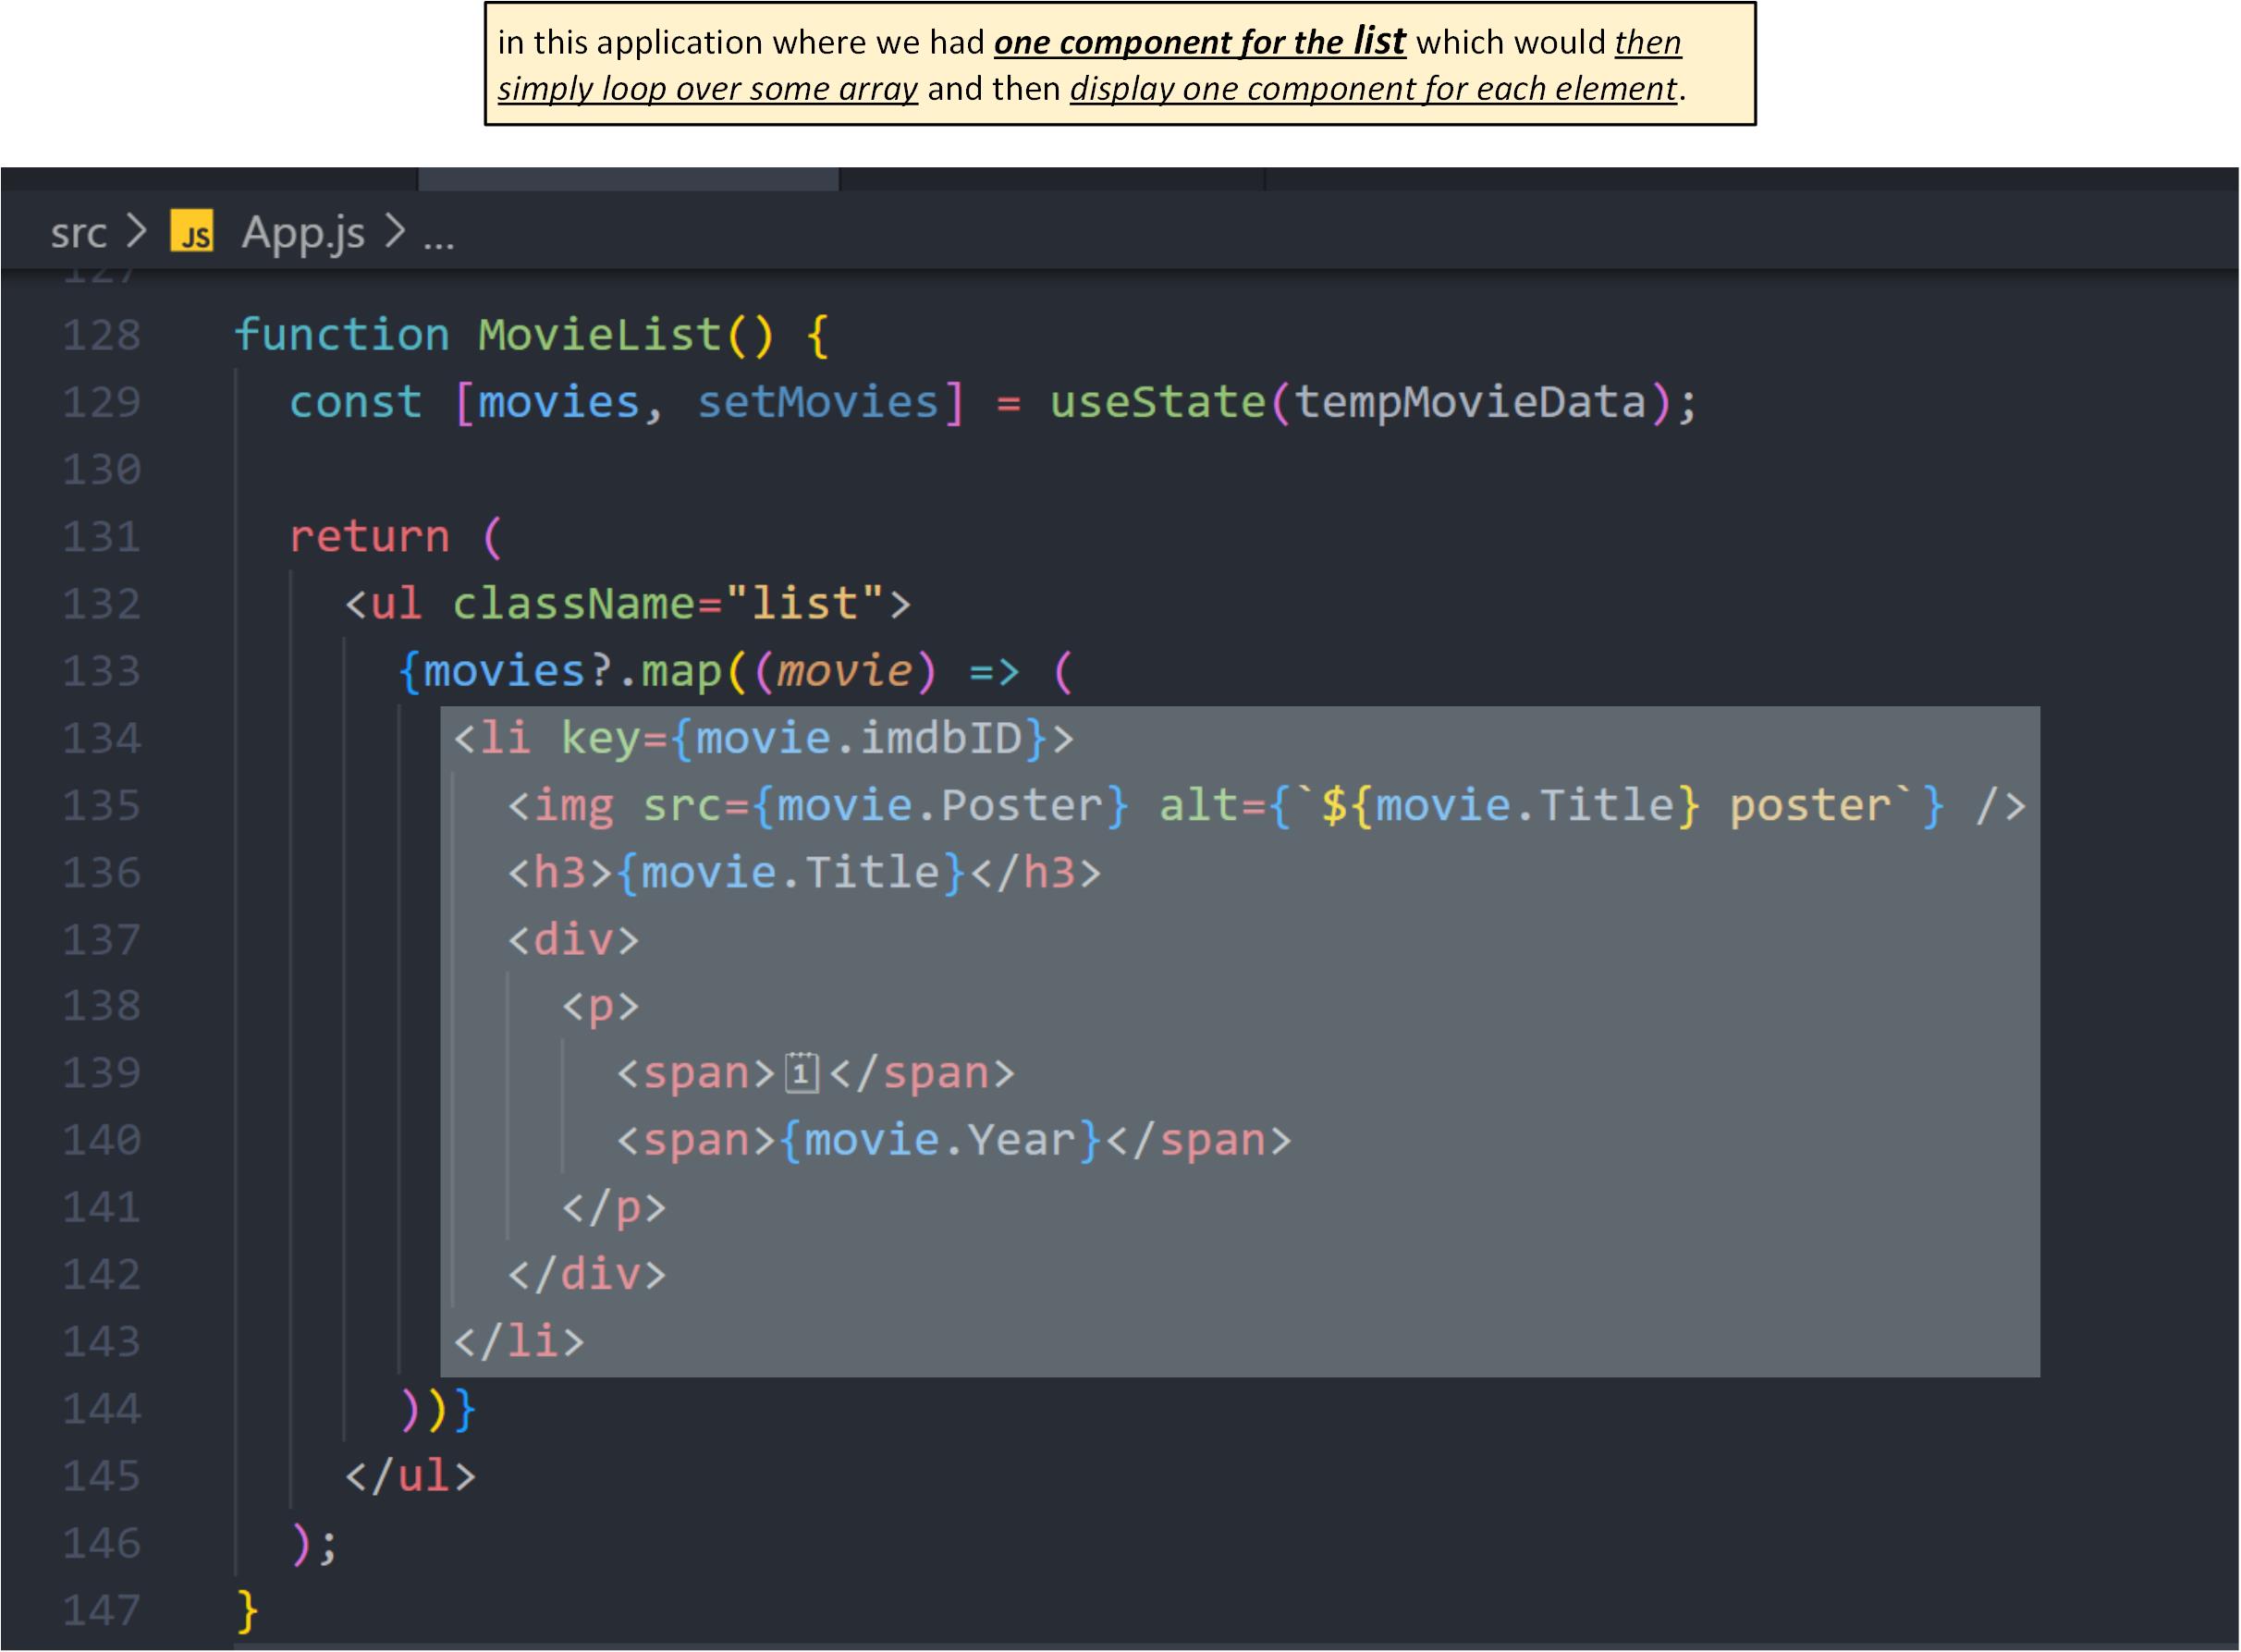 in this application where we had one component for the list which would then
simply loop over some array and then display one component for each element.
src > JS App.js > ...
127
128 function MovieList() {
129 const [movies, setMovies] = useState(tempMovieData);
130
131 return (
132 <ul className="list">
133 {movies?.map((movie) => (
134 <li key={movie.imdbID}>
135 <img src={movie.Poster} alt={`${movie.Title} poster`} />
136 <h3>{movie.Title}</h3>
137 <div>
138 <p>
139 <span>🗓</span>
140 <span>{movie.Year}</span>
141 </p>
142 </div>
143 </li>
144 ))}
145 </ul>
146 );
147 }